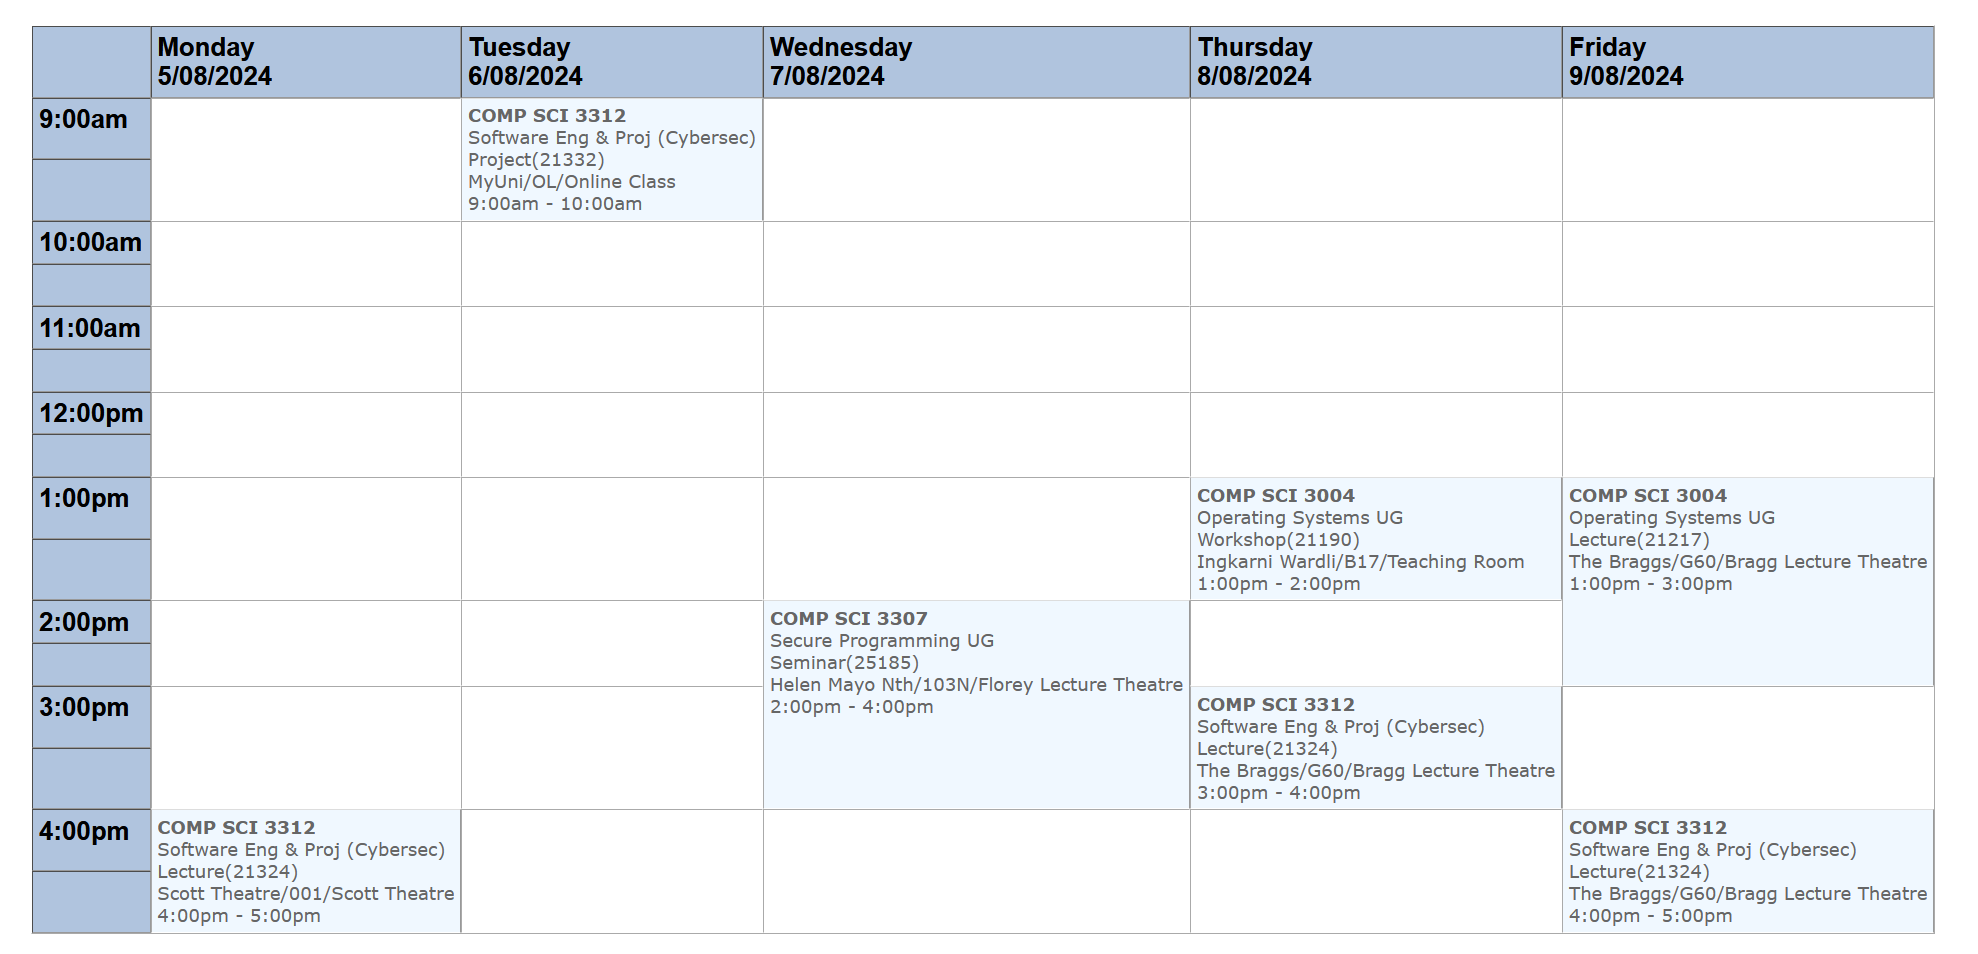 Monday
5/08/2024
Tuesday
6/08/2024
Wednesday
7/08/2024
Thursday
8/08/2024
Friday
9/08/2024
9:00am
COMP SCI 3312
Software Eng & Proj (Cybersec)
Project(21332)
MyUni/OL/Online Class
9:00am - 10:00am
10:00am
11:00am
12:00pm
1:00pm
COMP SCI 3004
Operating Systems UG
Workshop(21190)
Ingkarni Wardli/B17/Teaching Room
1:00pm - 2:00pm
COMP SCI 3004
Operating Systems UG
Lecture(21217)
The Braggs/G60/Bragg Lecture Theatre
1:00pm - 3:00pm
2:00pm
COMP SCI 3307
Secure Programming UG
Seminar(25185)
Helen Mayo Nth/103N/Florey Lecture Theatre
2:00pm - 4:00pm
3:00pm
COMP SCI 3312
Software Eng & Proj (Cybersec)
Lecture(21324)
The Braggs/G60/Bragg Lecture Theatre
3:00pm - 4:00pm
4:00pm
COMP SCI 3312
Software Eng & Proj (Cybersec)
Lecture(21324)
Scott Theatre/001/Scott Theatre
4:00pm - 5:00pm
COMP SCI 3312
Software Eng & Proj (Cybersec)
Lecture(21324)
The Braggs/G60/Bragg Lecture Theatre
4:00pm - 5:00pm